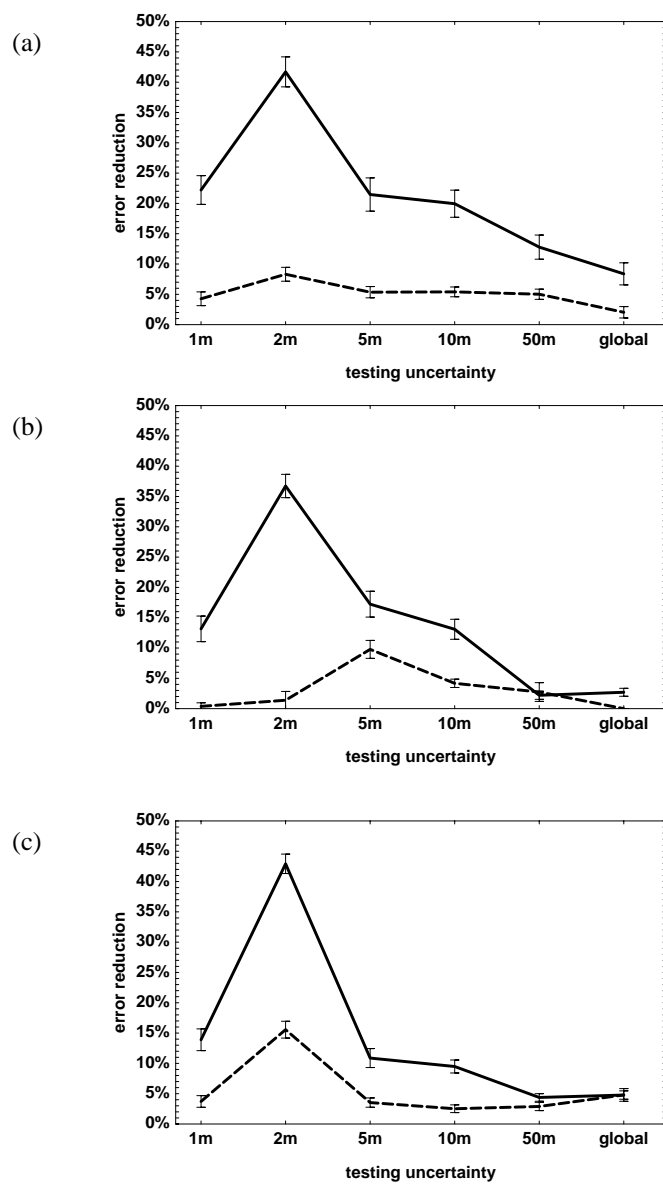 (a)
50%
45%
40%
35%
30%
25%
20%
15%
10%
5%
0%
error reduction
1m 2m 5m 10m 50m global
testing uncertainty
(b)
50%
45%
40%
35%
30%
25%
20%
15%
10%
5%
0%
error reduction
1m 2m 5m 10m 50m global
testing uncertainty
(c)
50%
45%
40%
35%
30%
25%
20%
15%
10%
5%
0%
error reduction
1m 2m 5m 10m 50m global
testing uncertainty